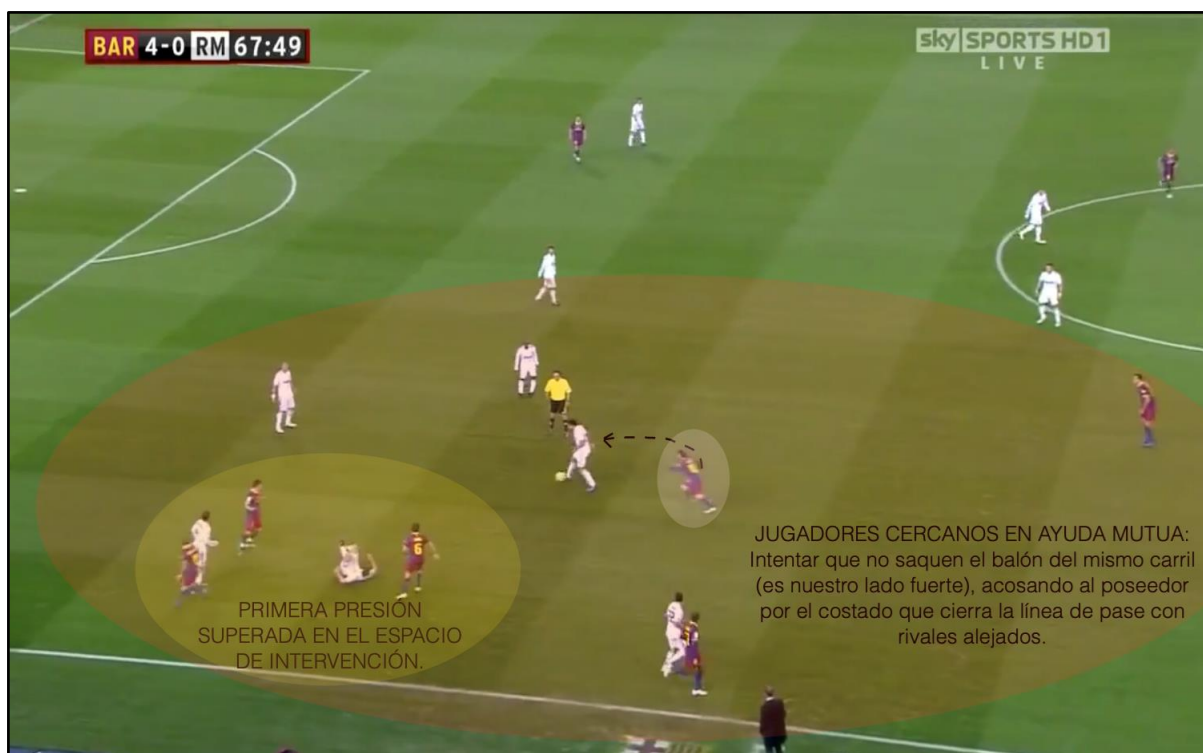 BAR 4-0 RM 67:49
sky SPORTS HD1
LIVE
6
JUGADORES CERCANOS EN AYUDA MUTUA:
Intentar que no saquen el balón del mismo carril
(es nuestro lado fuerte), acosando al poseedor
por el costado que cierra la línea de pase con
rivales alejados.
PRIMERA PRESIÓN
SUPERADA EN EL ESPACIO
DE INTERVENCIÓN.